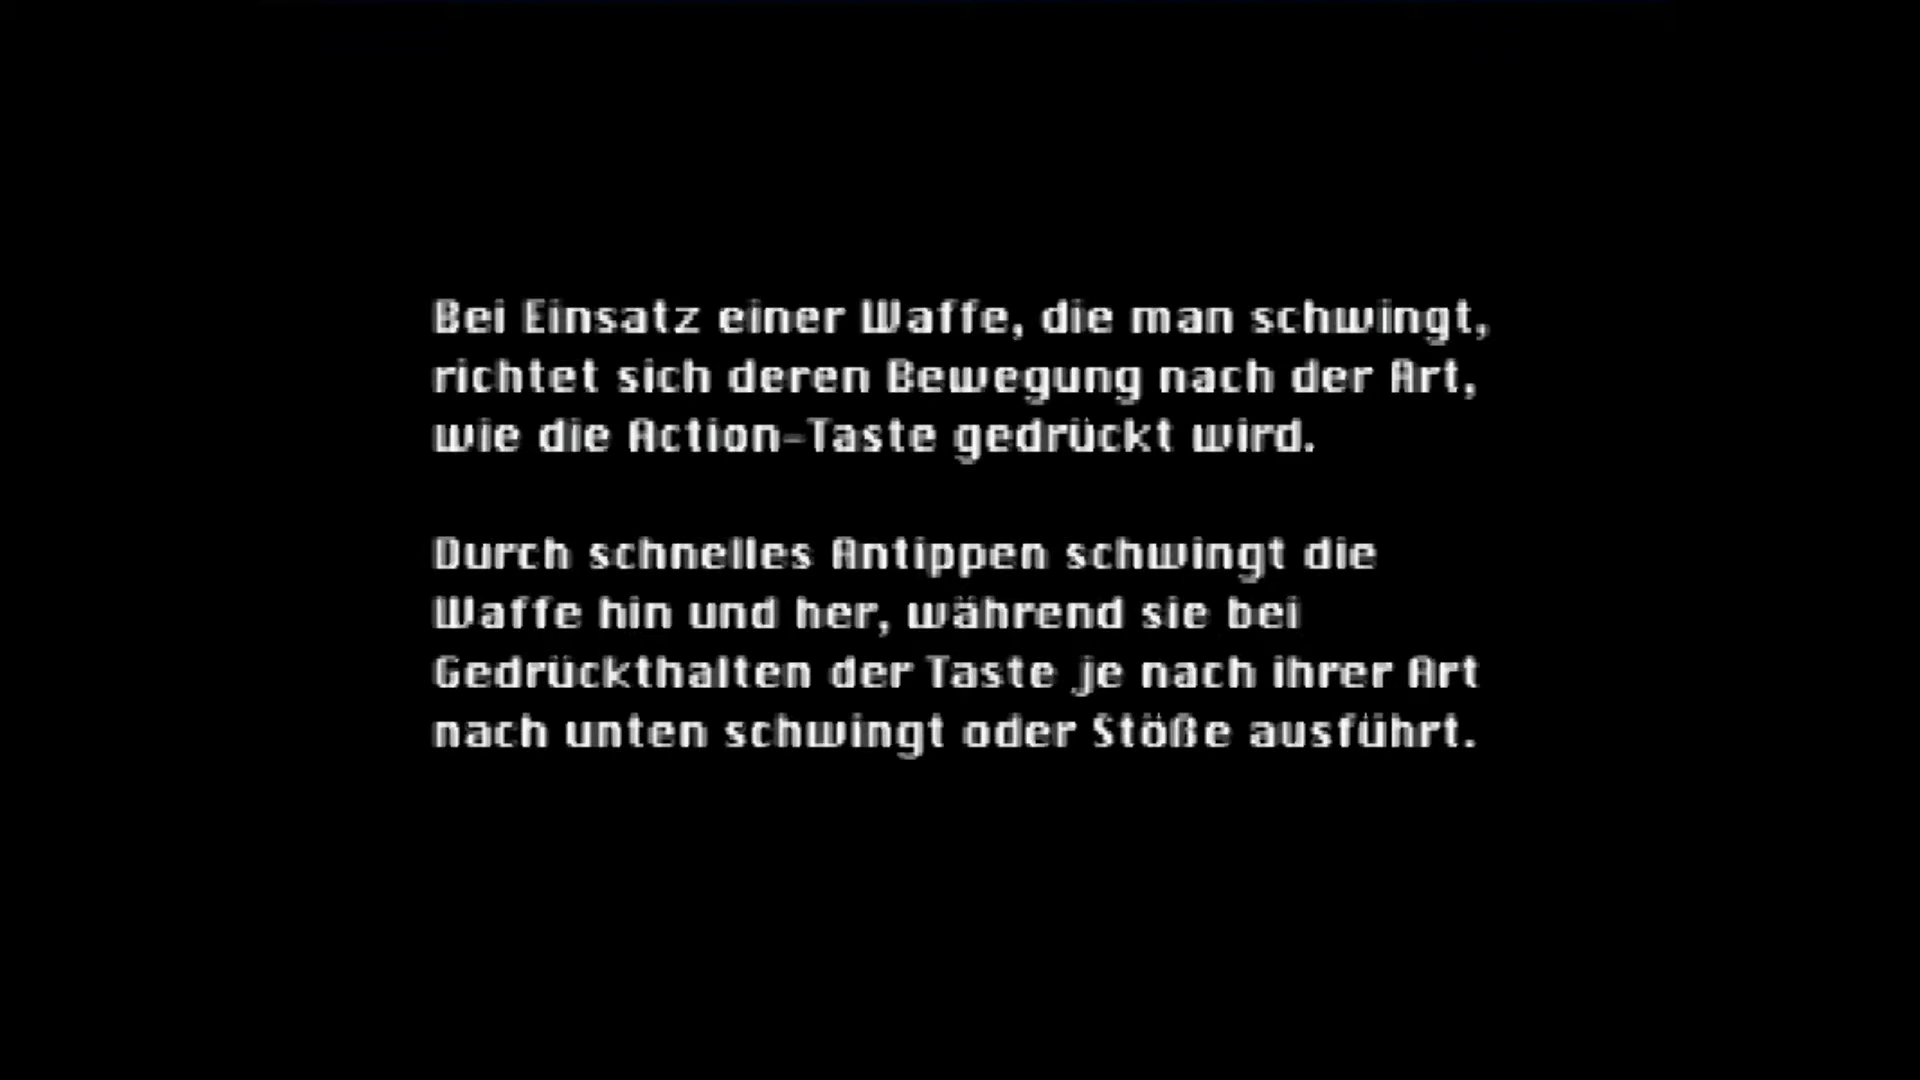 Bei Einsatz einer Waffe, die man schwingt,
richtet sich deren Bewegung nach der Art,
wie die Action-Taste gedrückt wird.
Durch schnelles Antippen schwingt die
Waffe hin und her, während sie bei
Gedrückthalten der Taste je nach ihrer Art
nach unten schwingt oder Stöße ausführt.